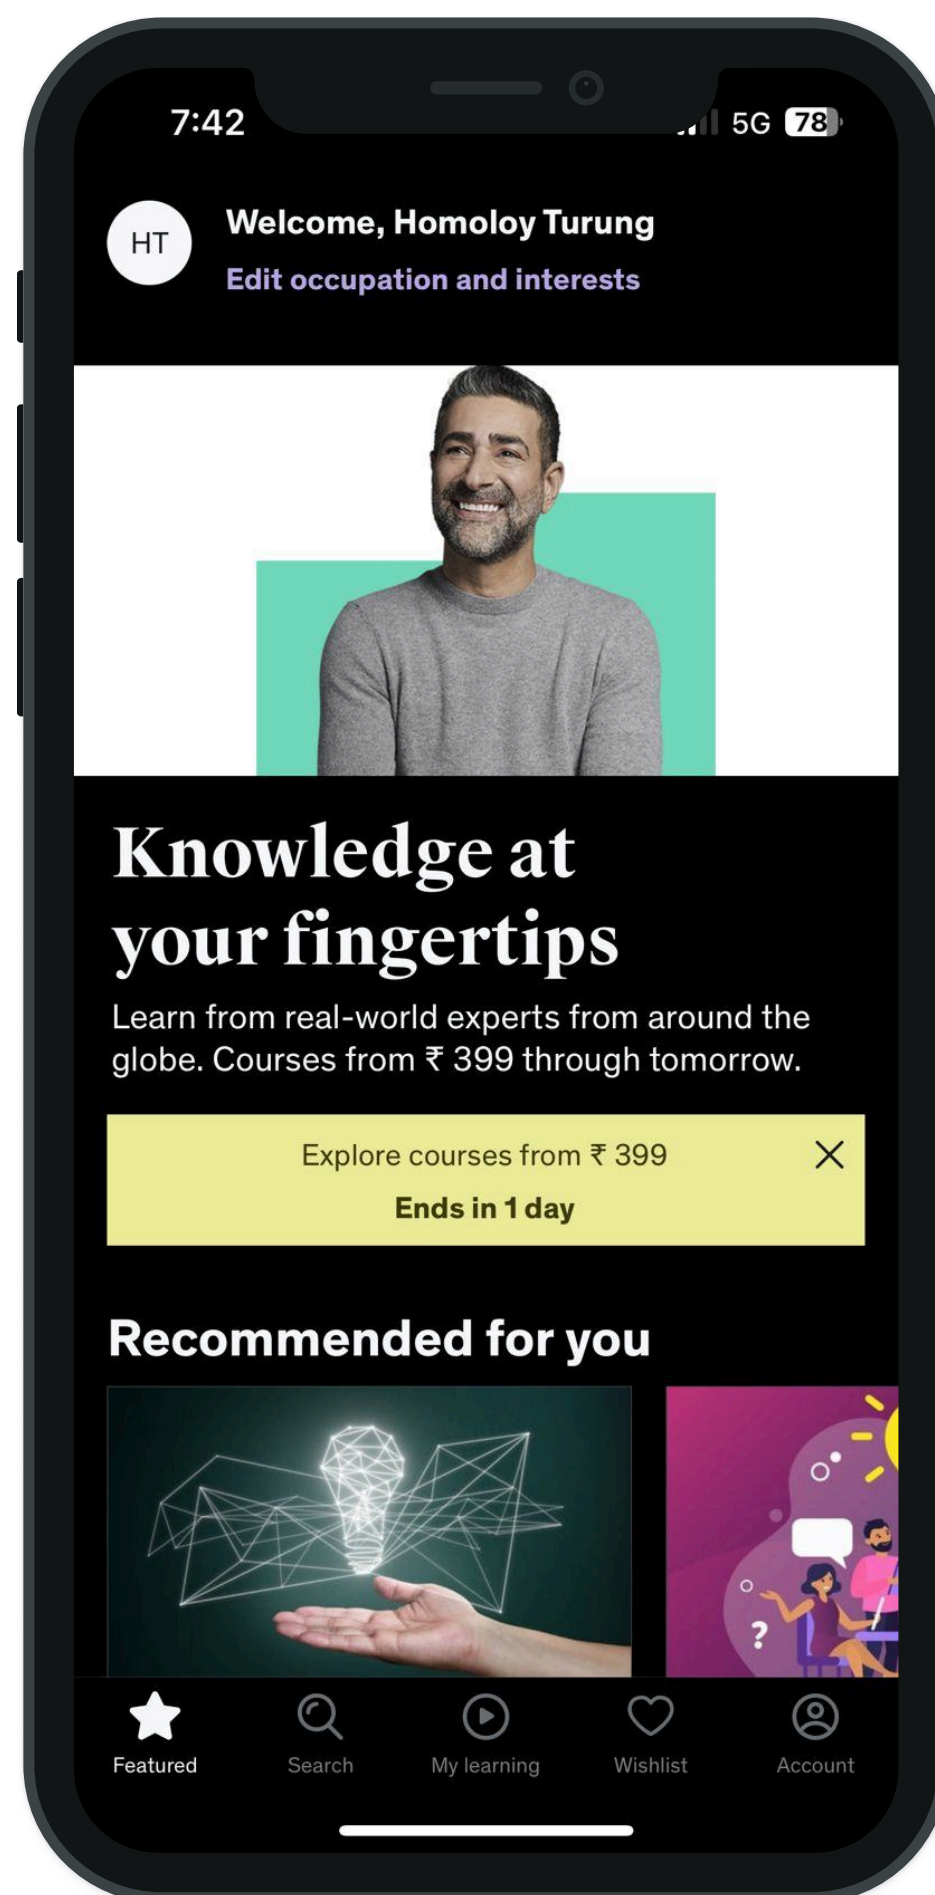 7:42
5G 78
HT
Welcome, Homoloy Turung
Edit occupation and interests
Knowledge at
your fingertips
Learn from real-world experts from around the
globe. Courses from ₹ 399 through tomorrow.
Explore courses from ₹ 399
Ends in 1 day
Recommended for you
?
Featured Search My learning Wishlist Account